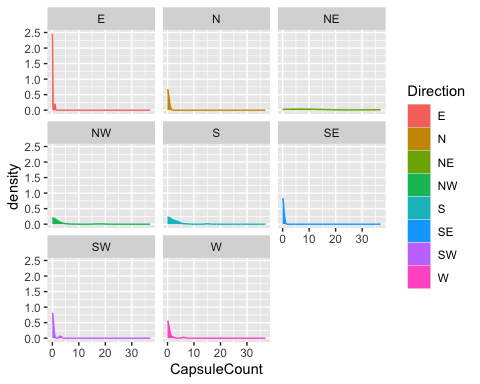 E N NE
2.5
2.0
1.5
1.0
0.5
0.0
Direction
E
N
NE
NW
S
SE
SW
W
NW S SE
2.5
2.0
1.5
1.0
0.5
0.0
density
0 10 20 30
SW W
2.5
2.0
1.5
1.0
0.5
0.0
0 10 20 30 0 10 20 30
CapsuleCount